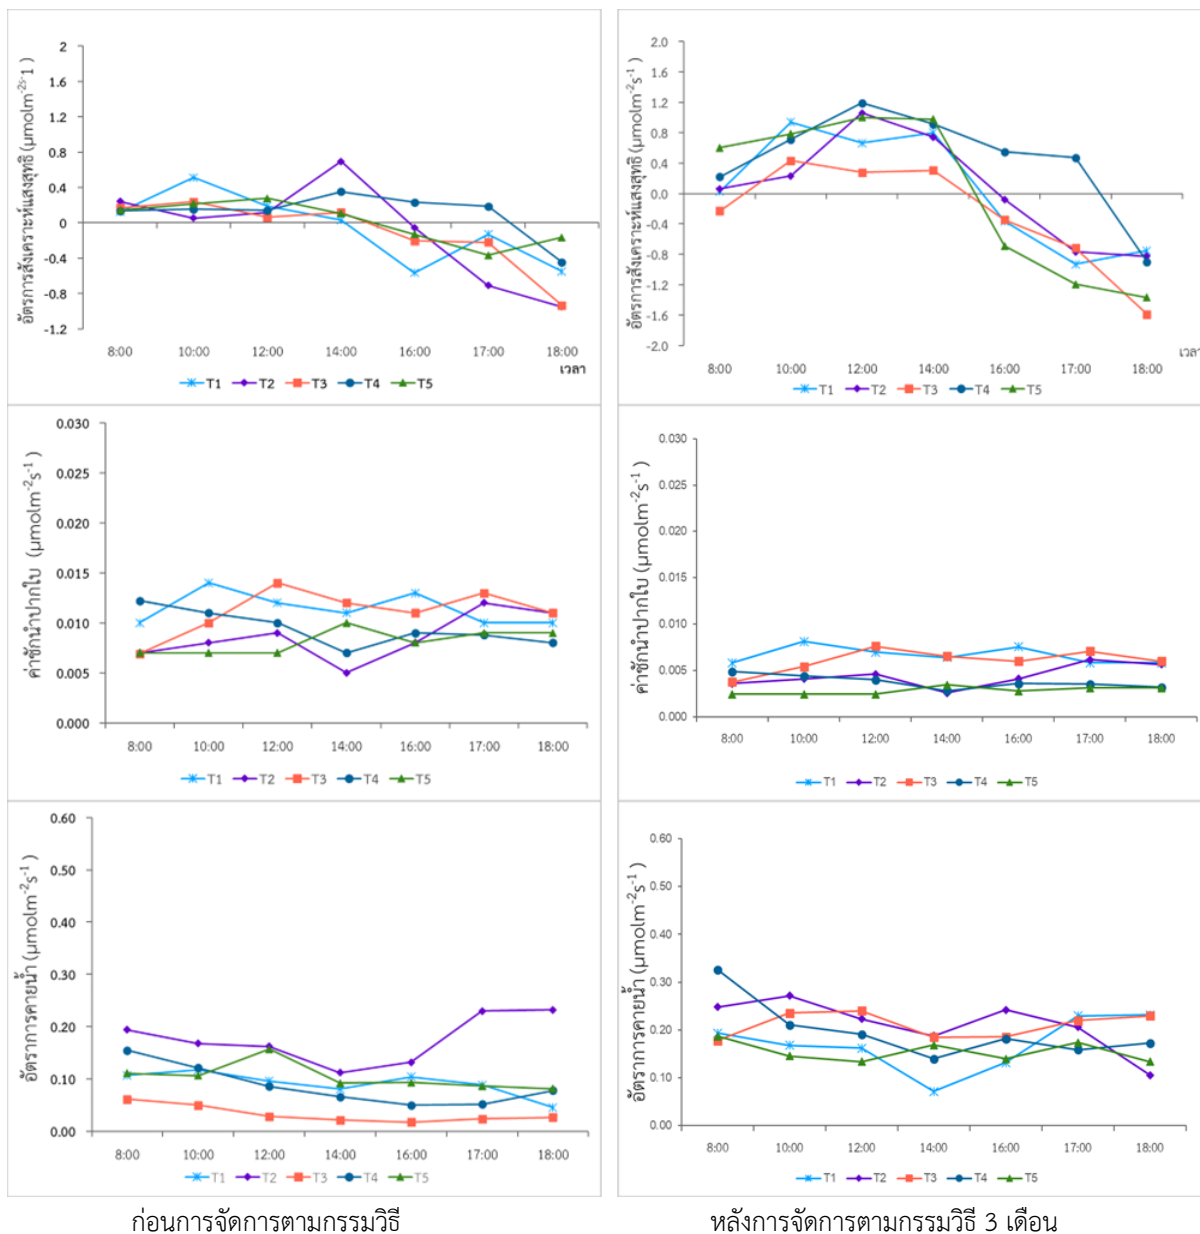 อัตรการสังเคราะห์แสงสุทธิ (µmolm-2s-1)
2
1.6
1.2
0.8
0.4
0
-0.4
-0.8
-1.2
8:00 10:00 12:00 14:00 16:00 17:00 18:00
เวลา
T1 T2 T3 T4 T5
อัตรการสังเคราะห์แสงสุทธิ (µmolm-2s-1)
2.0
1.6
1.2
0.8
0.4
0.0
-0.4
-0.8
-1.2
-1.6
-2.0
เวลา
8:00 10:00 12:00 14:00 16:00 17:00 18:00
T1 T2 T3 T4 T5
ค่าชักนำปากใบ (µmolm-2s-1 )
0.030
0.025
0.020
0.015
0.010
0.005
0.000
8:00 10:00 12:00 14:00 16:00 17:00 18:00
T1 T2 T3 T4 T5
ค่าชักนำปากใบ (µmolm-2s-1 )
0.030
0.025
0.020
0.015
0.010
0.005
0.000
8:00 10:00 12:00 14:00 16:00 17:00 18:00
T1 T2 T3 T4 T5
อัตราการคายน้ำ (µmolm-2s-1 )
0.60
0.50
0.40
0.30
0.20
0.10
0.00
8:00 10:00 12:00 14:00 16:00 17:00 18:00
T1 T2 T3 T4 T5
อัตราการคายน้ำ (µmolm-2s-1 )
0.60
0.50
0.40
0.30
0.20
0.10
0.00
8:00 10:00 12:00 14:00 16:00 17:00 18:00
T1 T2 T3 T4 T5
ก่อนการจัดการตามกรรมวิธี
หลังการจัดการตามกรรมวิธี 3 เดือน